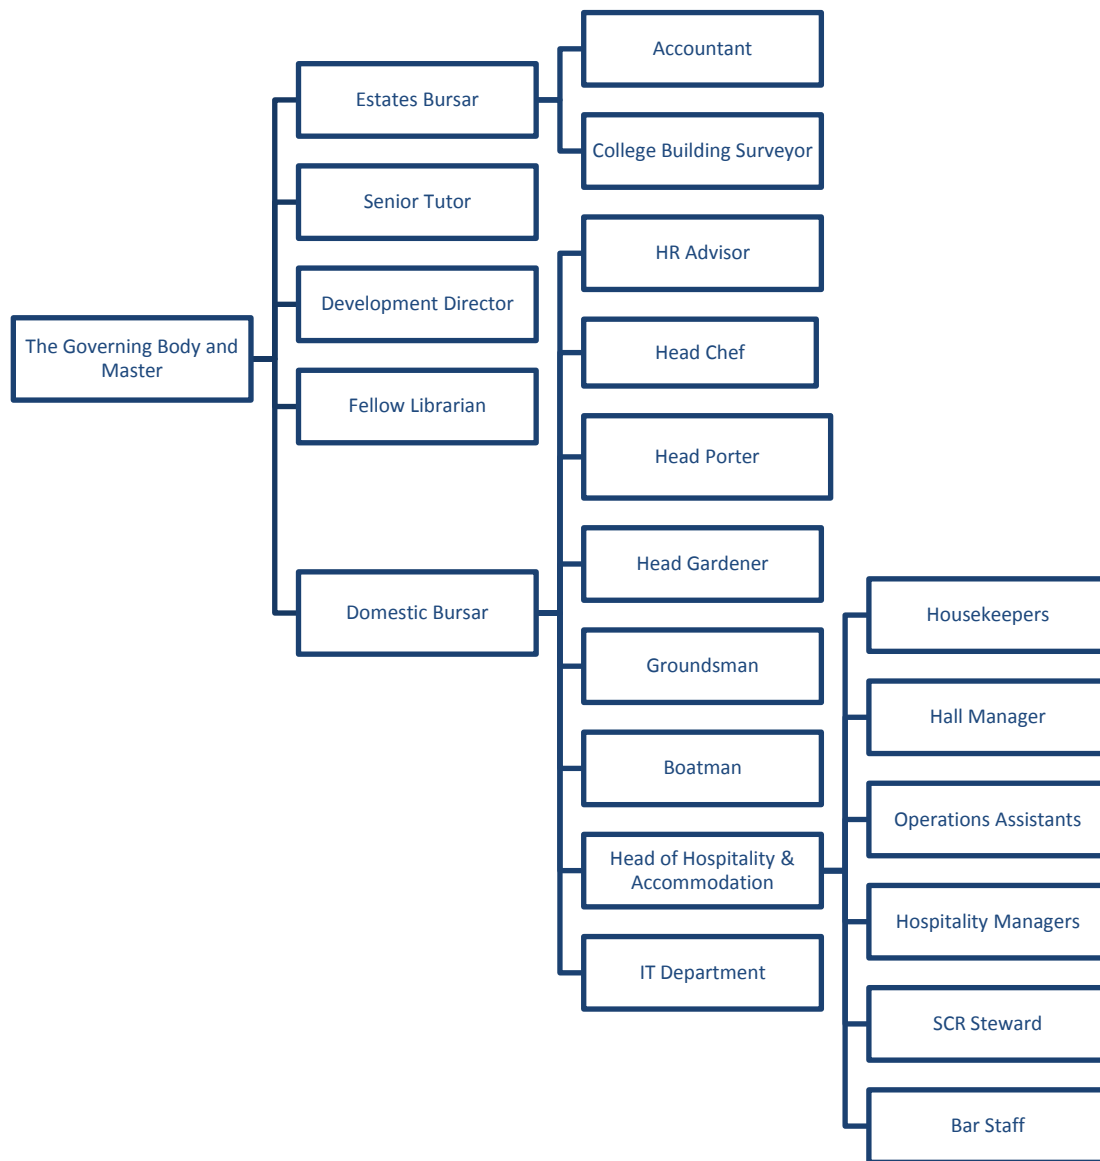 The Governing Body and
Master
Estates Bursar
Senior Tutor
Development Director
Fellow Librarian
Domestic Bursar
Accountant
College Building Surveyor
HR Advisor
Head Chef
Head Porter
Head Gardener
Groundsman
Boatman
Head of Hospitality &
Accommodation
IT Department
Housekeepers
Hall Manager
Operations Assistants
Hospitality Managers
SCR Steward
Bar Staff